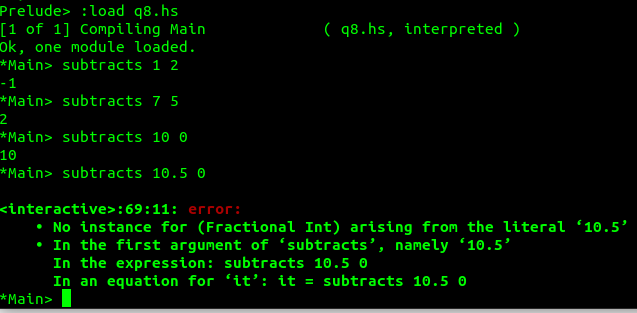 Prelude> :load q8.hs
[1 of 1] Compiling Main             ( q8.hs, interpreted )
Ok, one module loaded.
*Main> subtracts 1 2
-1
*Main> subtracts 7 5
2
*Main> subtracts 10 0
10
*Main> subtracts 10.5 0

<interactive>:69:11: error:
    • No instance for (Fractional Int) arising from the literal ‘10.5’
    • In the first argument of ‘subtracts’, namely ‘10.5’
      In the expression: subtracts 10.5 0
      In an equation for ‘it’: it = subtracts 10.5 0
*Main>